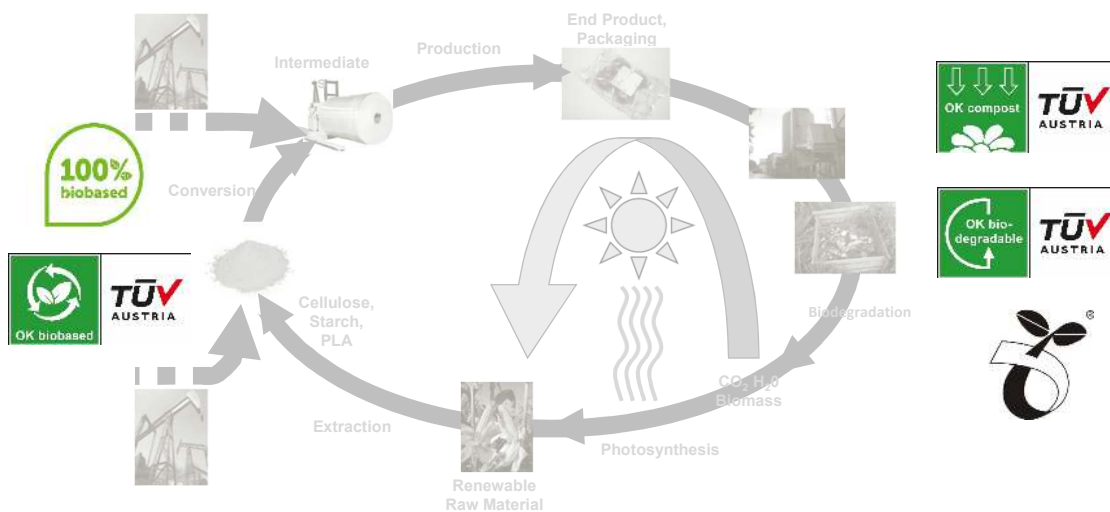 End Product,
Packaging
Production
Intermediate
100%
biobased
Conversion
OK compost
TÜV
AUSTRIA
OK bio-
degradable
TÜV
AUSTRIA
OK biobased
TÜV
AUSTRIA
Cellulose,
Starch,
PLA
Biodegradation
®
CO₂ H₂0
Biomass
Extraction
Photosynthesis
Renewable
Raw Material